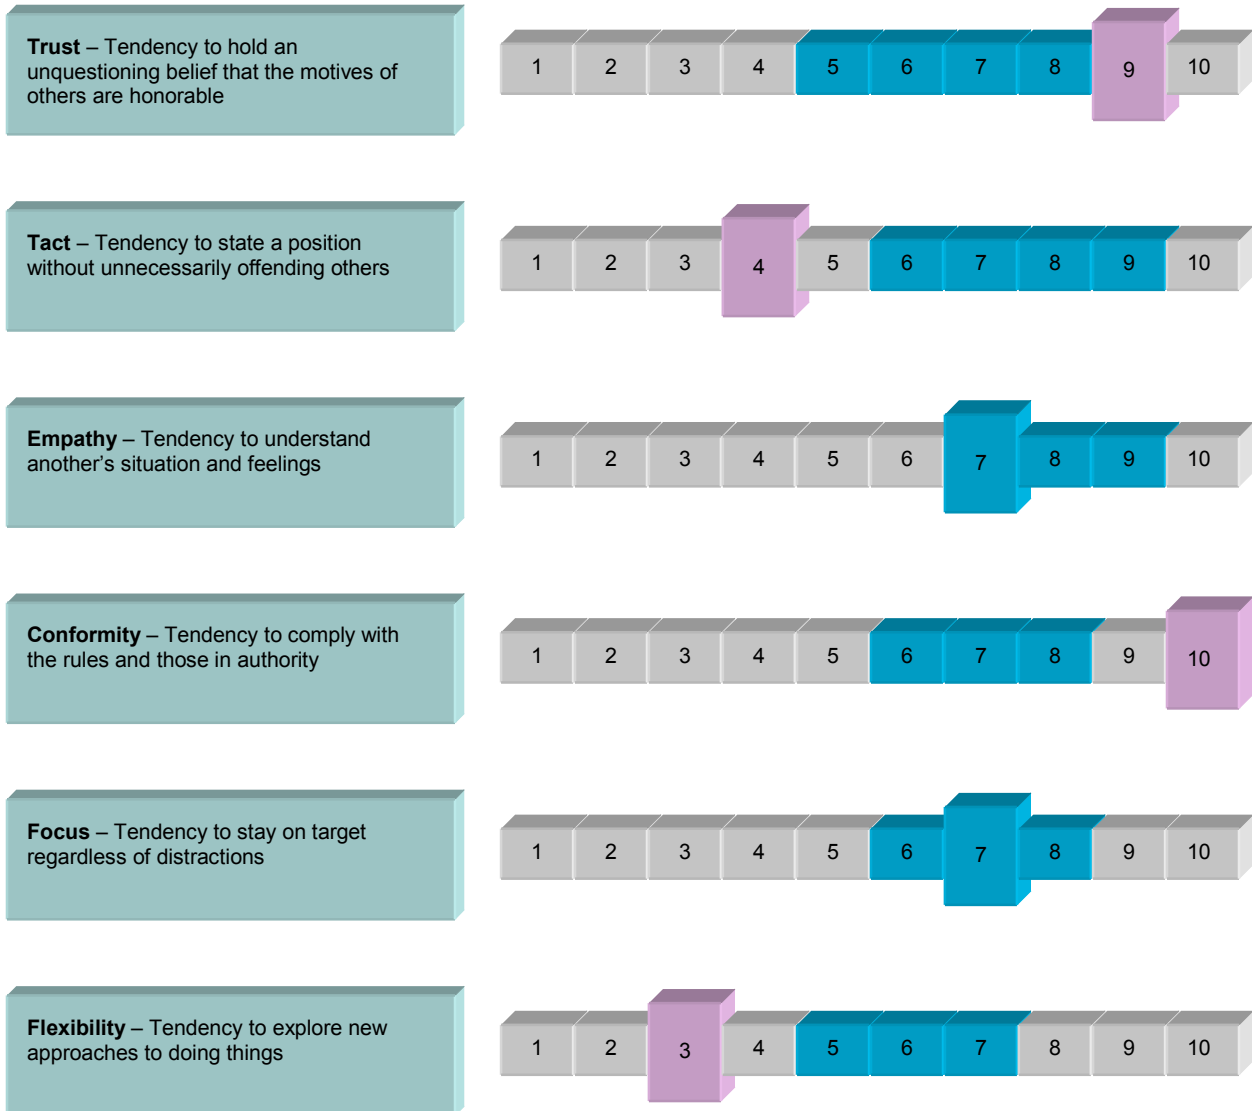 Trust – Tendency to hold an
unquestioning belief that the motives of
others are honorable
1 2 3 4 5 6 7 8 9 10
Tact – Tendency to state a position
without unnecessarily offending others
1 2 3 4 5 6 7 8 9 10
Empathy – Tendency to understand
another’s situation and feelings
1 2 3 4 5 6 7 8 9 10
Conformity – Tendency to comply with
the rules and those in authority
1 2 3 4 5 6 7 8 9 10
Focus – Tendency to stay on target
regardless of distractions
1 2 3 4 5 6 7 8 9 10
Flexibility – Tendency to explore new
approaches to doing things
1 2 3 4 5 6 7 8 9 10